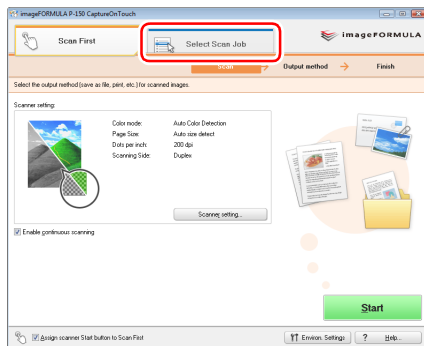 imageFORMULA P-150 CaptureOnTouch
Scan First
Select Scan Job
imageFORMULA
Scan → Output method → Finish
Select the output method (save as file, print, etc.) for scanned images.
Scanner setting:
Color mode: Auto Color Detection
Page Size: Auto size detect
Dots per inch: 200 dpi
Scanning Side: Duplex
Scanner setting...
Enable continuous scanning
Start
Assign scanner Start button to Scan First
Environ. Settings
? Help...